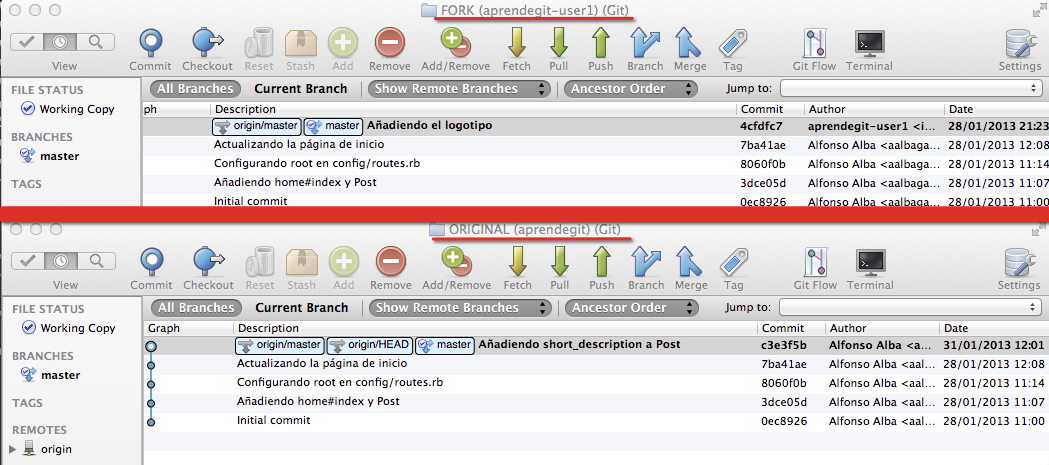 FORK (aprendegit-user1) (Git)
View Commit Checkout Reset Stash Add Remove Add/Remove Fetch Pull Push Branch Merge Tag Git Flow Terminal Settings
FILE STATUS
Working Copy
BRANCHES
master
TAGS
All Branches Current Branch Show Remote Branches Ancestor Order Jump to:
ph Description Commit Author Date
origin/master master Añadiendo el logotipo 4cfdfc7 aprendegit-user1 <i... 28/01/2013 21:23
Actualizando la página de inicio 7ba41ae Alfonso Alba <aalbaga... 28/01/2013 12:08
Configurando root en config/routes.rb 8060f0b Alfonso Alba <aalbaga... 28/01/2013 11:14
Añadiendo home#index y Post 3dce05d Alfonso Alba <aalbaga... 28/01/2013 11:07
Initial commit 0ec8926 Alfonso Alba <aalbaga... 28/01/2013 11:00
ORIGINAL (aprendegit) (Git)
View Commit Checkout Reset Stash Add Remove Add/Remove Fetch Pull Push Branch Merge Tag Git Flow Terminal Settings
FILE STATUS
Working Copy
BRANCHES
master
TAGS
REMOTES
origin
All Branches Current Branch Show Remote Branches Ancestor Order Jump to:
Graph Description Commit Author Date
origin/master origin/HEAD master Añadiendo short_description a Post c3e3f5b Alfonso Alba <a... 31/01/2013 12:01
Actualizando la página de inicio 7ba41ae Alfonso Alba <aal... 28/01/2013 12:08
Configurando root en config/routes.rb 8060f0b Alfonso Alba <aal... 28/01/2013 11:14
Añadiendo home#index y Post 3dce05d Alfonso Alba <aal... 28/01/2013 11:07
Initial commit 0ec8926 Alfonso Alba <aal... 28/01/2013 11:00